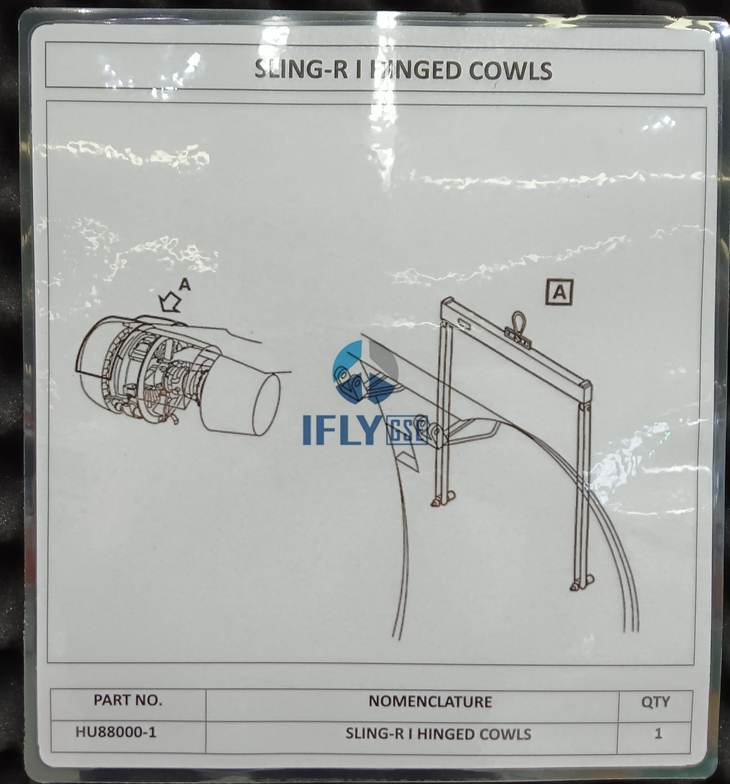 SLING-R I HINGED COWLS
A
A
IFLY GSE
PART NO. NOMENCLATURE QTY
HU88000-1 SLING-R I HINGED COWLS 1